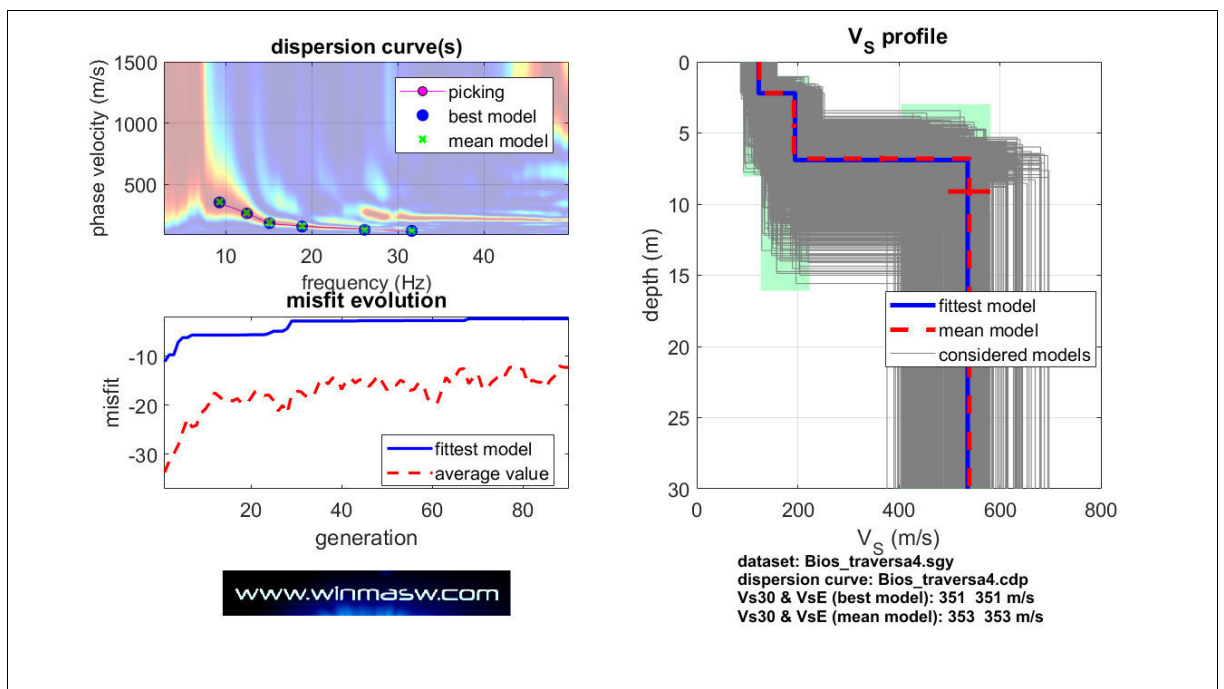 dispersion curve(s)
1500
1000
500
phase velocity (m/s)
picking
best model
mean model
10
20
30
40
frequency (Hz)
misfit evolution
-10
-20
-30
misfit
fittest model
average value
20
40
60
80
generation
www.winmasw.com
VS profile
0
5
10
15
20
25
30
depth (m)
fittest model
mean model
considered models
0
200
400
600
800
VS (m/s)
dataset: Bios_traversa4.sgy
dispersion curve: Bios_traversa4.cdp
Vs30 & VsE (best model): 351 351 m/s
Vs30 & VsE (mean model): 353 353 m/s